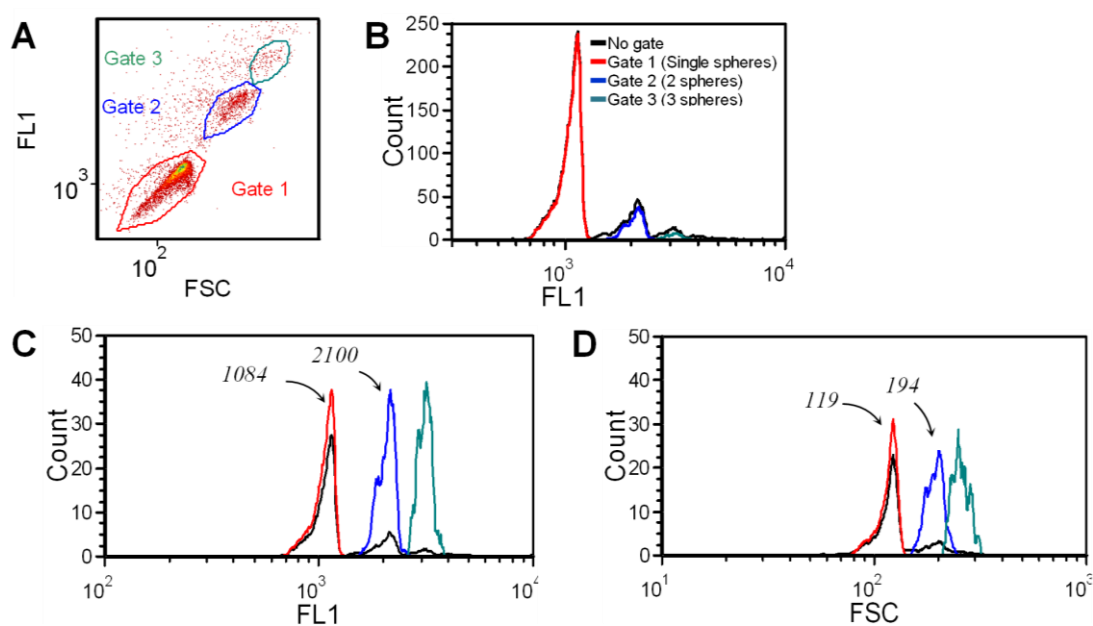 A
Gate 3
Gate 2
Gate 1
FL1
10³
10²
FSC
B
250
200
150
100
50
0
Count
No gate
Gate 1 (Single spheres)
Gate 2 (2 spheres)
Gate 3 (3 spheres)
10³
10⁴
FL1
C
50
40
30
20
10
0
Count
1084
2100
10²
10³
10⁴
FL1
D
50
40
30
20
10
0
Count
119
194
10¹
10²
10³
FSC